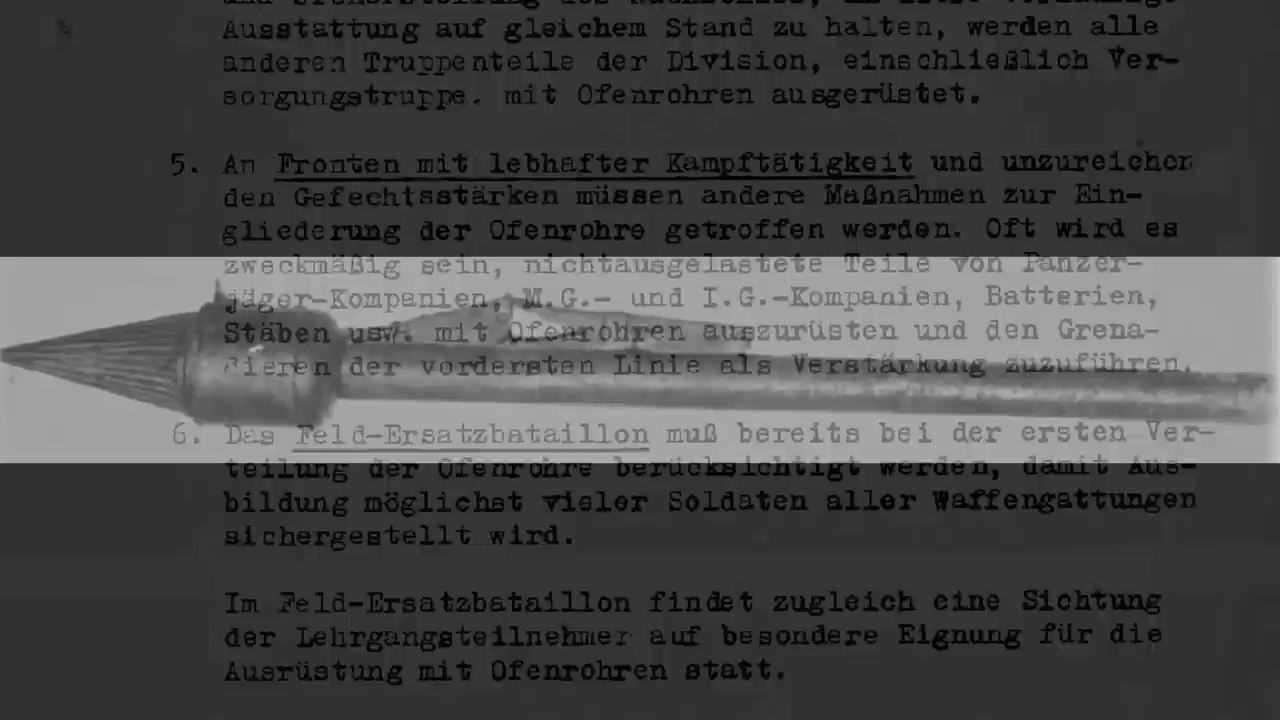 Ausstattung auf gleichem Stand zu halten, werden alle
anderen Truppenteile der Division, einschließlich Ver-
sorgungstruppe. mit Ofenrohren ausgerüstet.
5. An Fronten mit lebhafter Kampftätigkeit und unzureichen
den Gefechtsstärken müssen andere Maßnahmen zur Ein-
gliederung der Ofenrohre getroffen werden. Oft wird es
zweckmäßig sein, nichtausgelastete Teile von Panzer-
jäger-Kompanien, M.G.- und I.G.-Kompanien, Batterien,
Stäben usw. mit Ofenrohren auszurüsten und den Grena-
dieren der vordersten Linie als Verstärkung zuzuführen.
6. Das Feld-Ersatzbataillon muß bereits bei der ersten Ver-
teilung der Ofenrohre berücksichtigt werden, damit Aus-
bildung möglichst vieler Soldaten aller Waffengattungen
sichergestellt wird.
Im Feld-Ersatzbataillon findet zugleich eine Sichtung
der Lehrgangsteilnehmer auf besondere Eignung für die
Ausrüstung mit Ofenrohren statt.